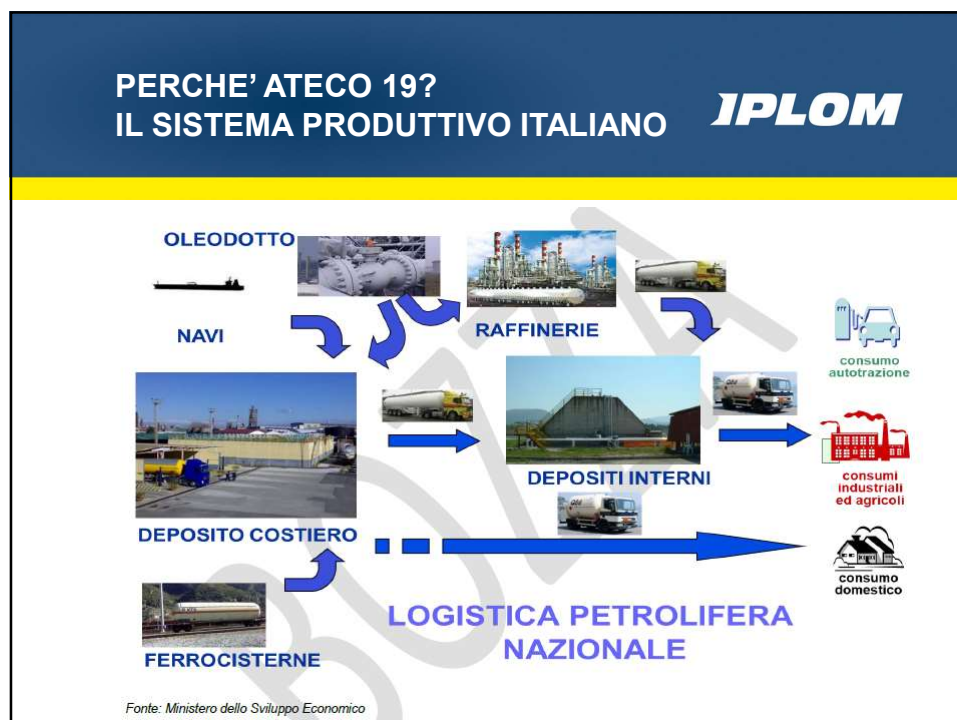 PERCHE' ATECO 19?
IL SISTEMA PRODUTTIVO ITALIANO
IPLOM
OLEODOTTO
NAVI
RAFFINERIE
consumo
autotrazione
DEPOSITI INTERNI
consumi
industriali
ed agricoli
DEPOSITO COSTIERO
consumo
domestico
FERROCISTERNE
LOGISTICA PETROLIFERA
NAZIONALE
BOZZA
Fonte: Ministero dello Sviluppo Economico